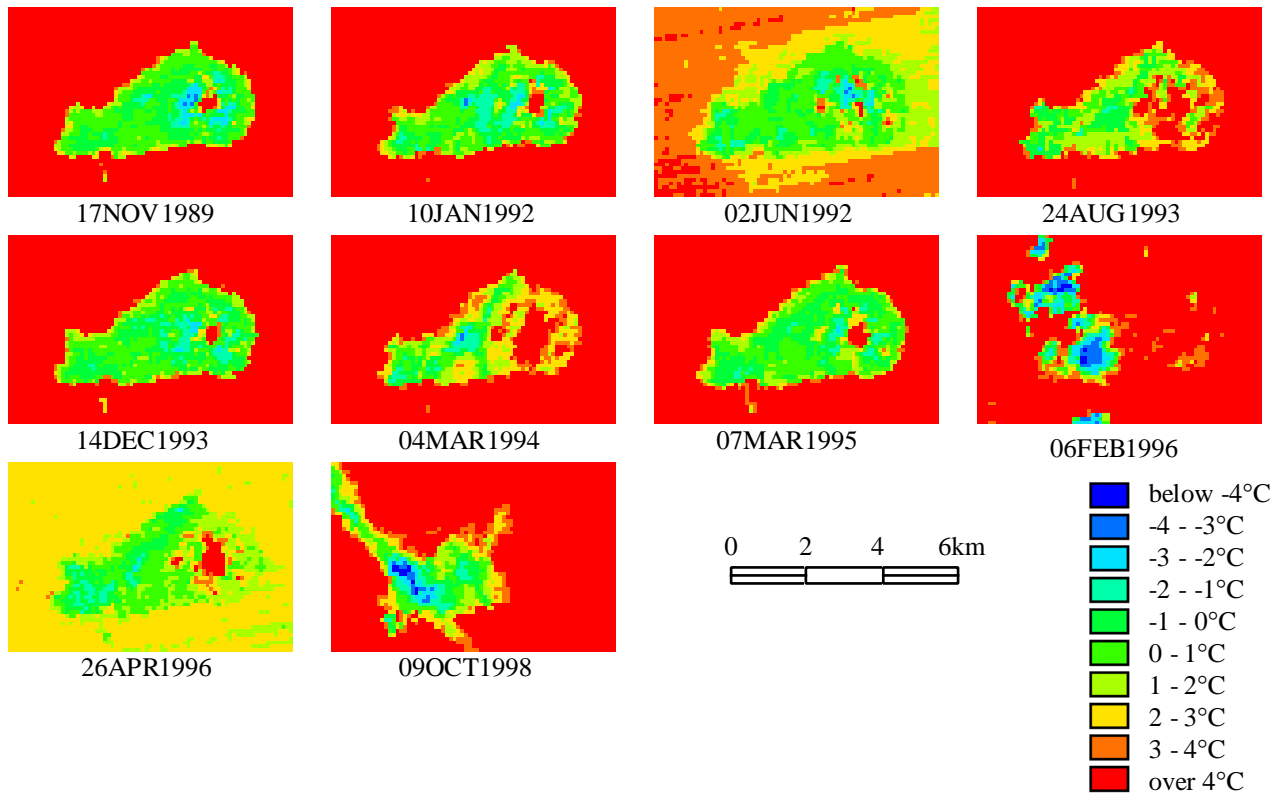 17NOV1989
10JAN1992
02JUN1992
24AUG1993
14DEC1993
04MAR1994
07MAR1995
06FEB1996
26APR1996
09OCT1998
0 2 4 6km
below -4°C
-4 - -3°C
-3 - -2°C
-2 - -1°C
-1 - 0°C
0 - 1°C
1 - 2°C
2 - 3°C
3 - 4°C
over 4°C